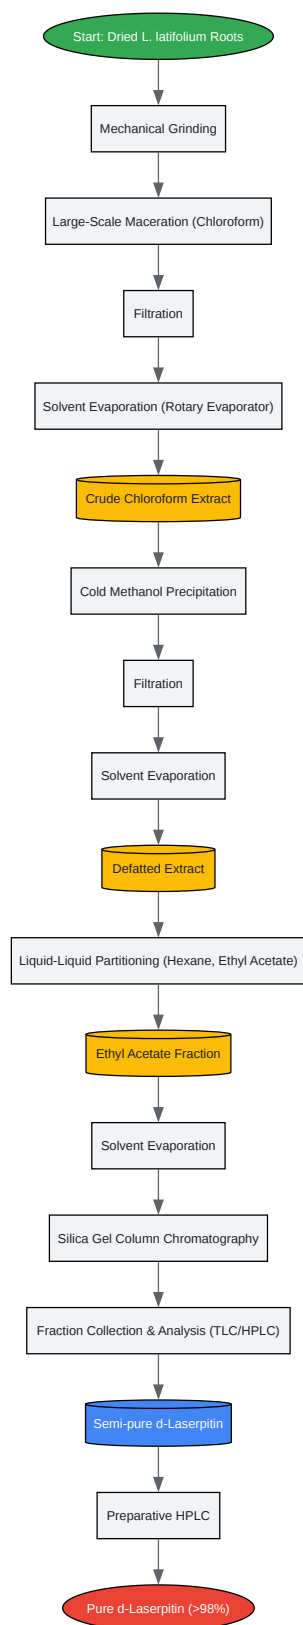 Start: Dried L. latifolium Roots
Mechanical Grinding
Large-Scale Maceration (Chloroform)
Filtration
Solvent Evaporation (Rotary Evaporator)
Crude Chloroform Extract
Cold Methanol Precipitation
Filtration
Solvent Evaporation
Defatted Extract
Liquid-Liquid Partitioning (Hexane, Ethyl Acetate)
Ethyl Acetate Fraction
Solvent Evaporation
Silica Gel Column Chromatography
Fraction Collection & Analysis (TLC/HPLC)
Semi-pure d-Laserpitin
Preparative HPLC
Pure d-Laserpitin (>98%)